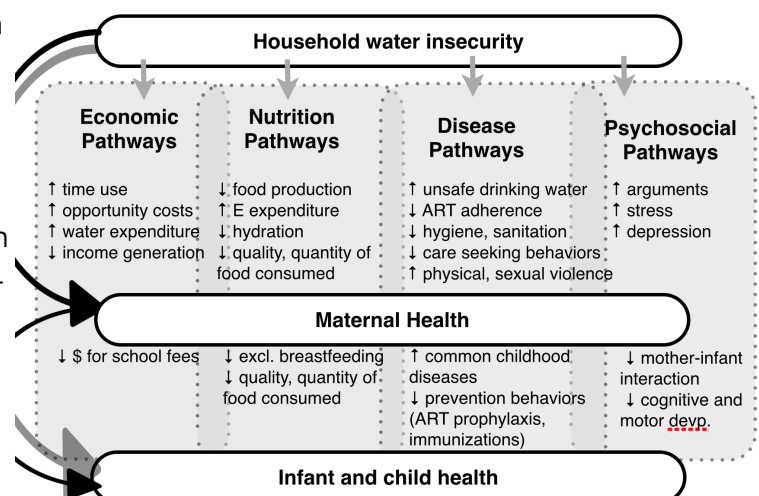 Household water insecurity
Economic
Pathways
↑ time use
↑ opportunity costs
↑ water expenditure
↓ income generation
Nutrition
Pathways
↓ food production
↑ E expenditure
↓ hydration
↓ quality, quantity of
food consumed
Disease
Pathways
↑ unsafe drinking water
↓ ART adherence
↓ hygiene, sanitation
↓ care seeking behaviors
↑ physical, sexual violence
Psychosocial
Pathways
↑ arguments
↑ stress
↑ depression
Maternal Health
↓ $ for school fees
↓ excl. breastfeeding
↓ quality, quantity of
food consumed
↑ common childhood
diseases
↓ prevention behaviors
(ART prophylaxis,
immunizations)
↓ mother-infant
interaction
↓ cognitive and
motor devp.
Infant and child health